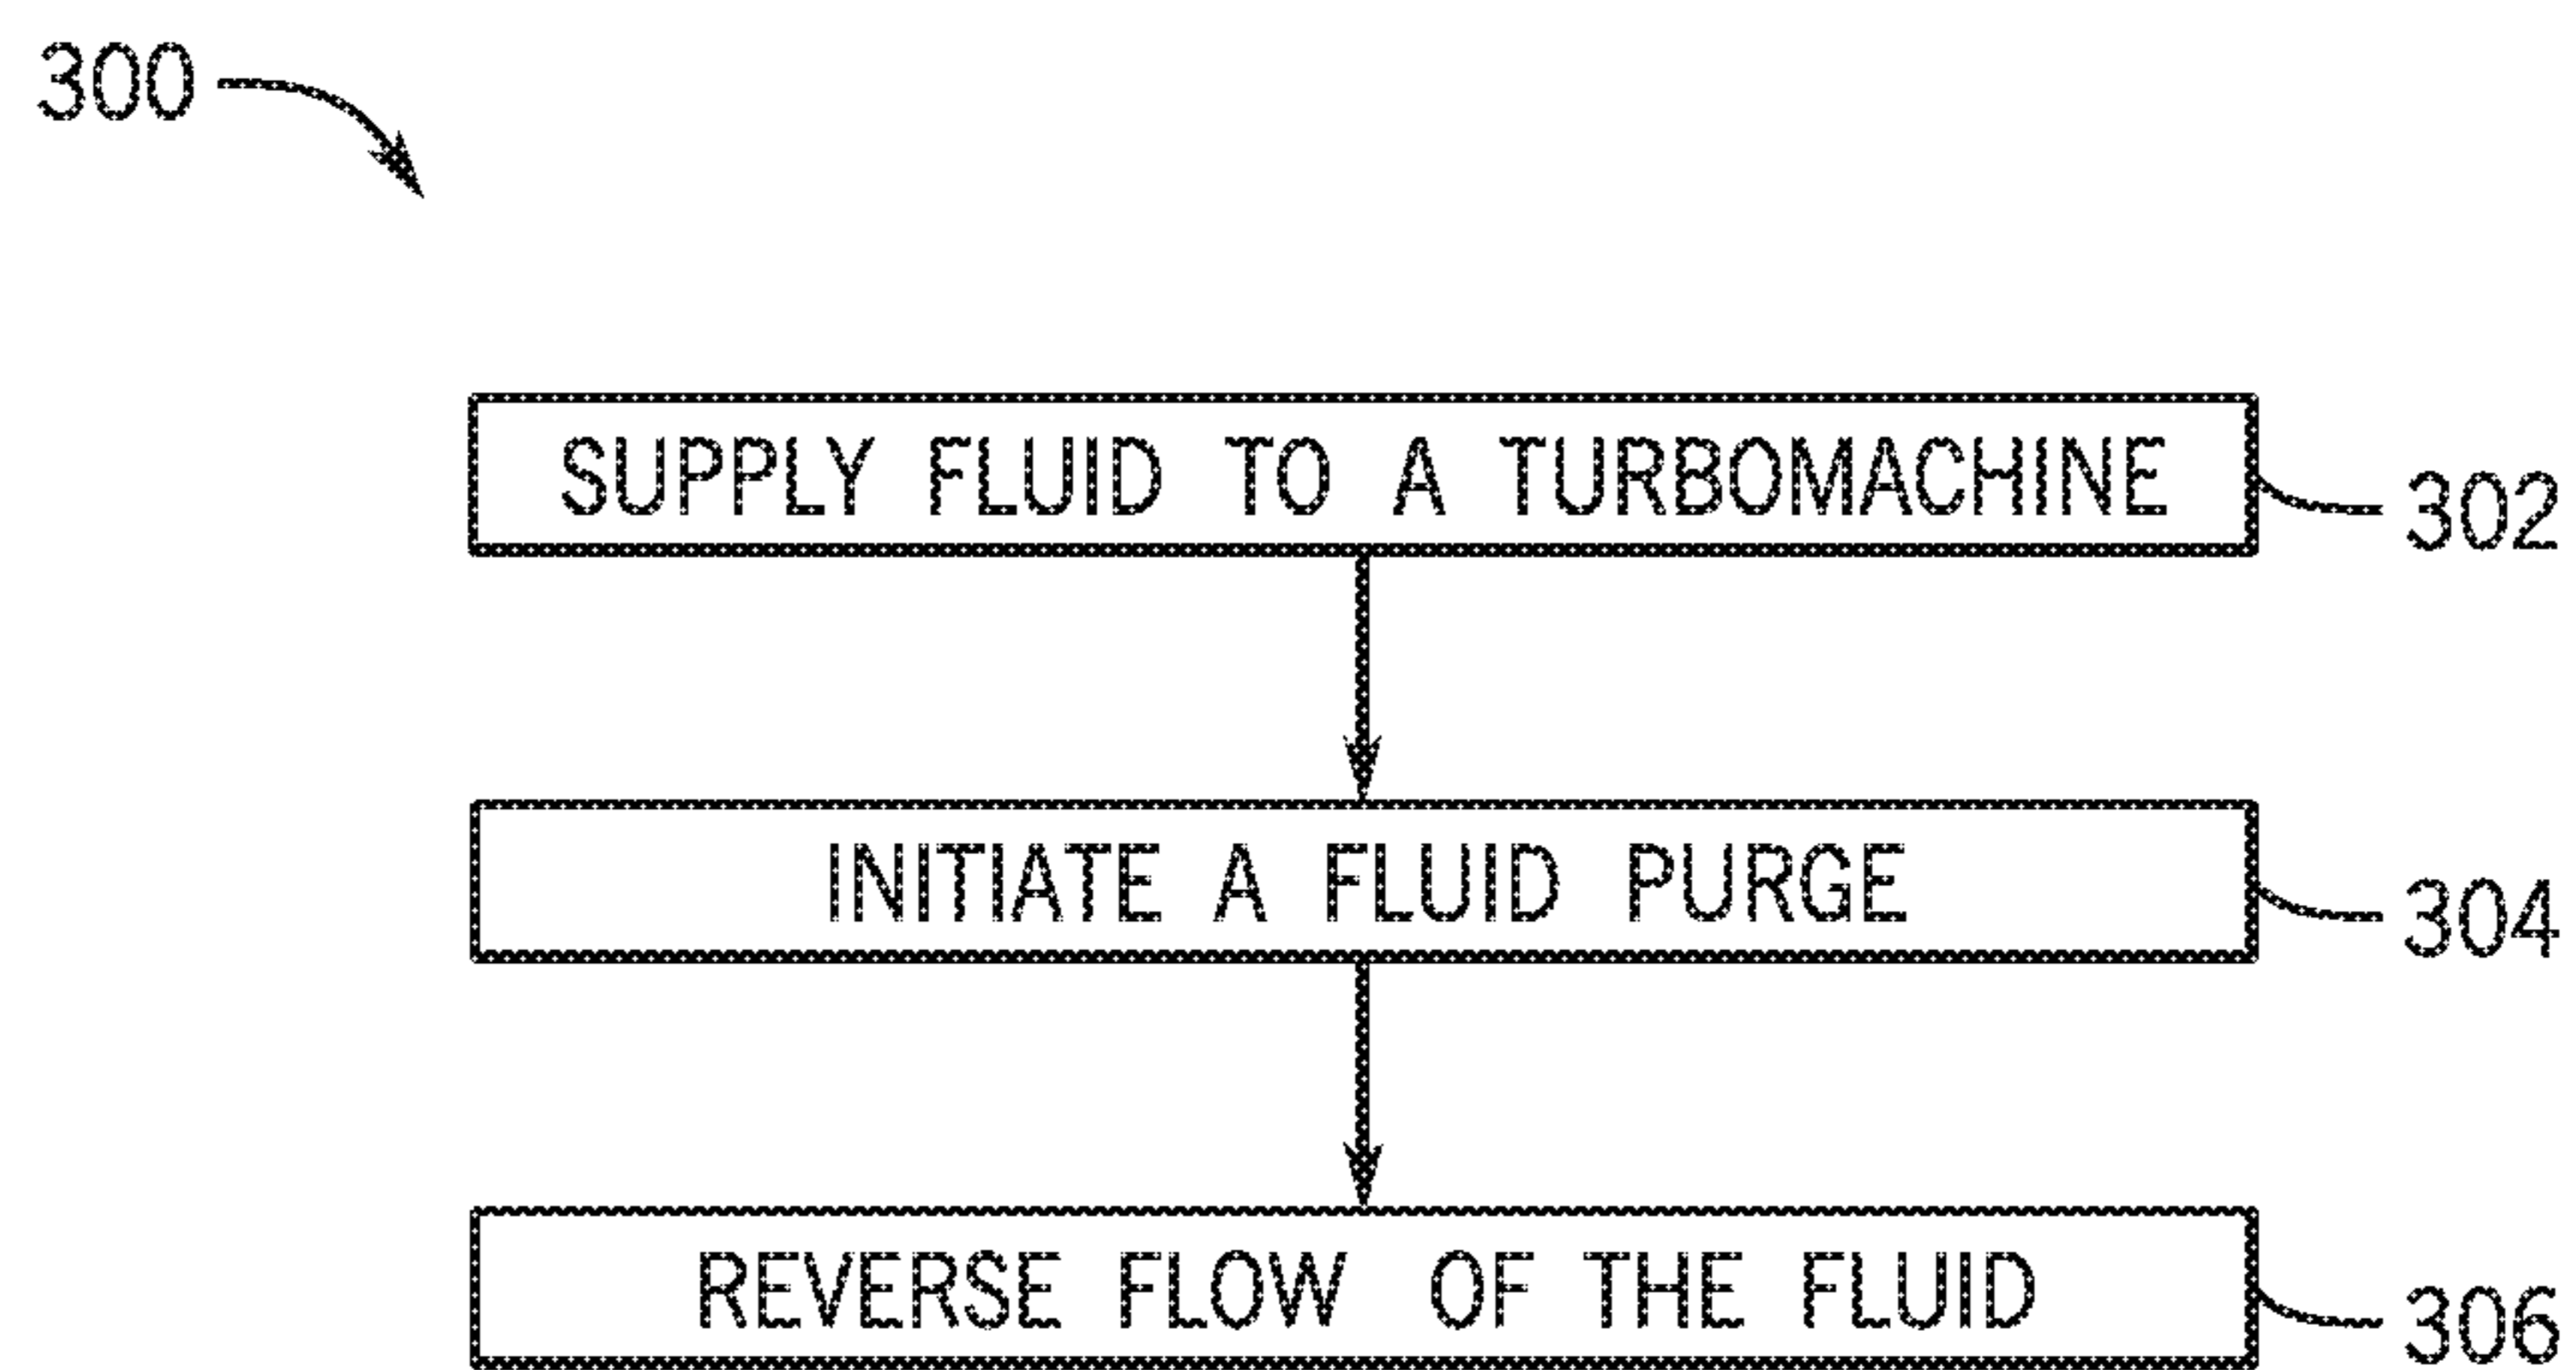 300
SUPPLY FLUID TO A TURBOMACHINE
302
INITIATE A FLUID PURGE
304
REVERSE FLOW OF THE FLUID
306